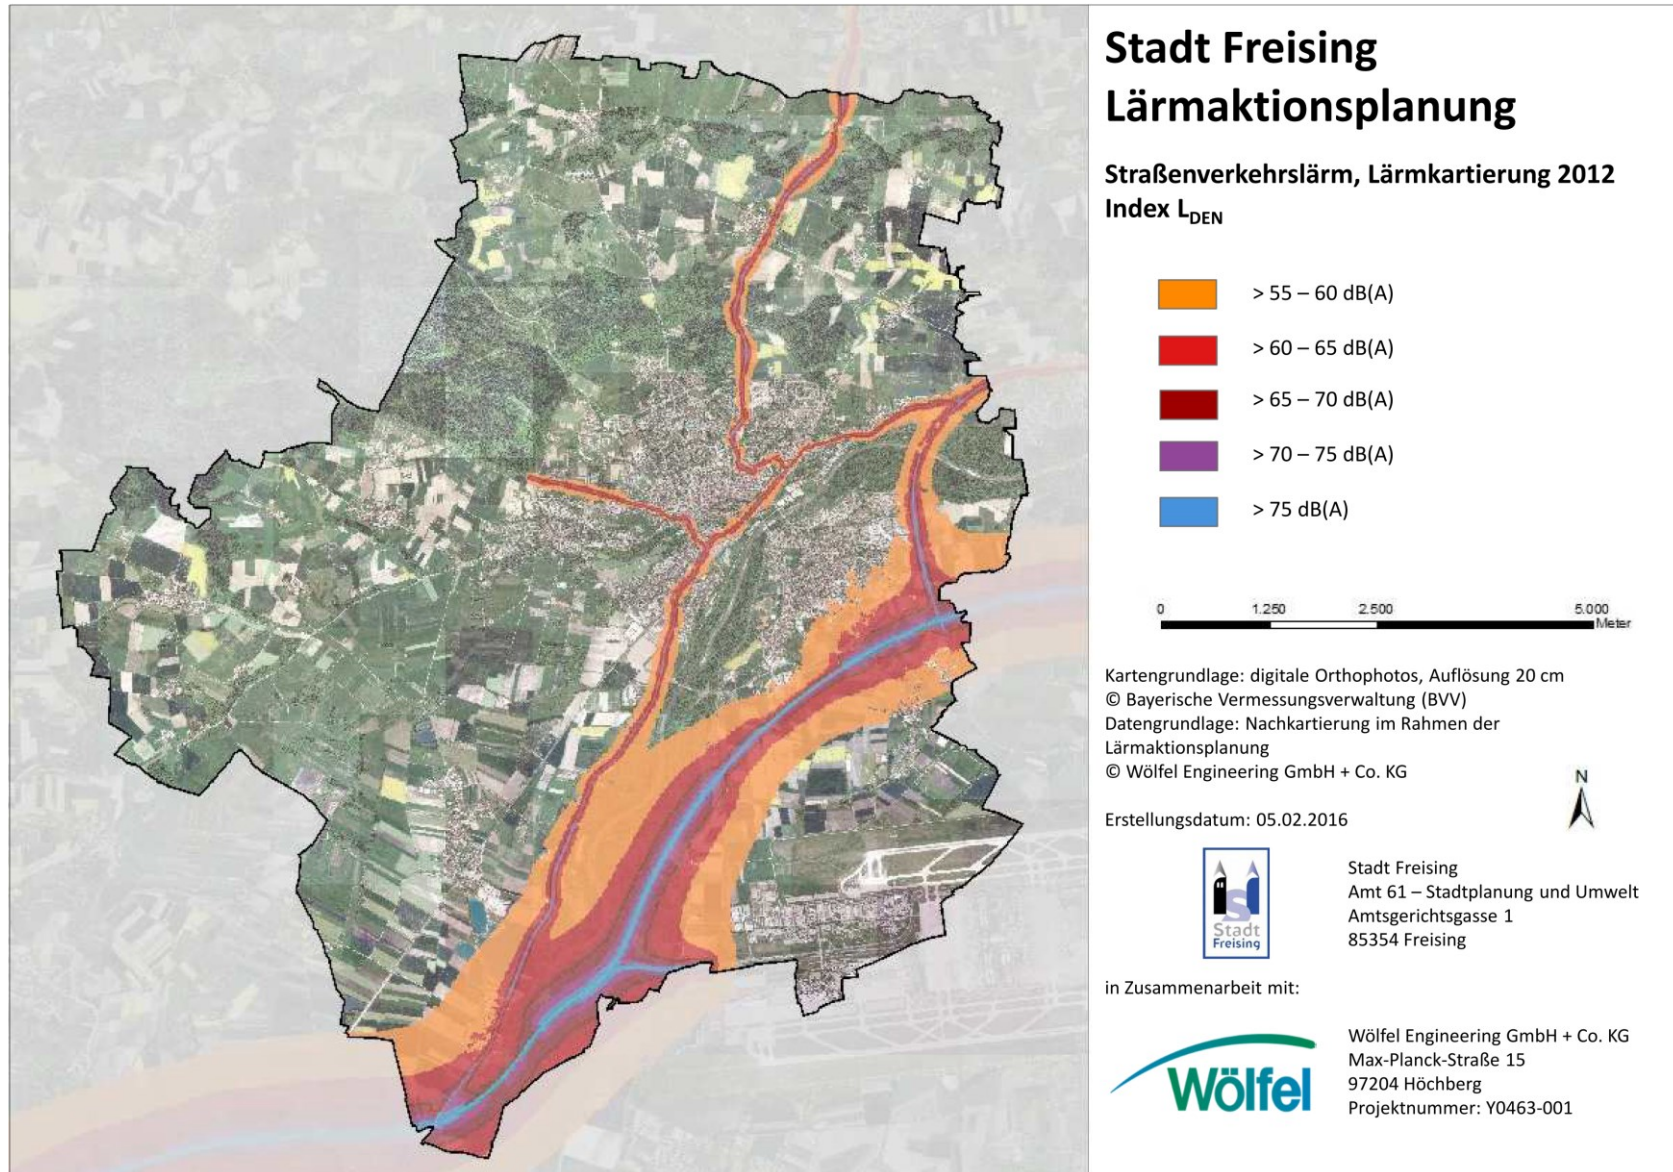 Stadt Freising
Lärmaktionsplanung
Straßenverkehrslärm, Lärmkartierung 2012
Index LDEN
> 55 – 60 dB(A)
> 60 – 65 dB(A)
> 65 – 70 dB(A)
> 70 – 75 dB(A)
> 75 dB(A)
0 1.250 2.500 5.000
Meter
Kartengrundlage: digitale Orthophotos, Auflösung 20 cm
© Bayerische Vermessungsverwaltung (BVV)
Datengrundlage: Nachkartierung im Rahmen der
Lärmaktionsplanung
© Wölfel Engineering GmbH + Co. KG
N
Erstellungsdatum: 05.02.2016
Stadt
Freising
Stadt Freising
Amt 61 – Stadtplanung und Umwelt
Amtsgerichtsgasse 1
85354 Freising
in Zusammenarbeit mit:
Wölfel
Wölfel Engineering GmbH + Co. KG
Max-Planck-Straße 15
97204 Höchberg
Projektnummer: Y0463-001